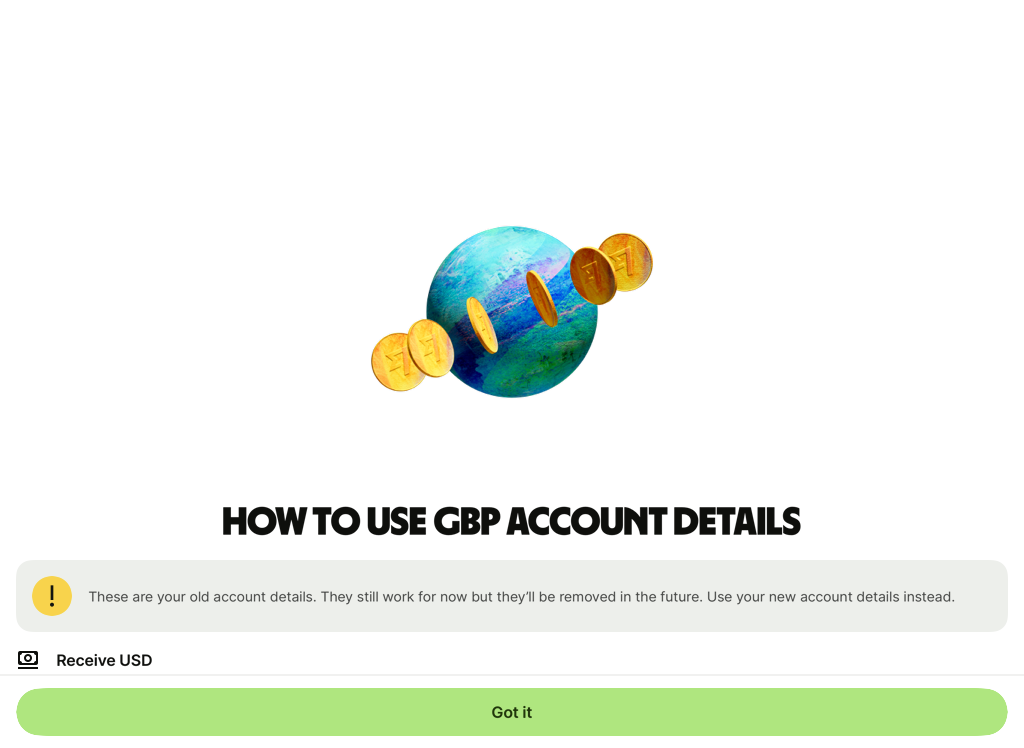 HOW TO USE GBP ACCOUNT DETAILS
These are your old account details. They still work for now but they’ll be removed in the future. Use your new account details instead.
Receive USD
Got it